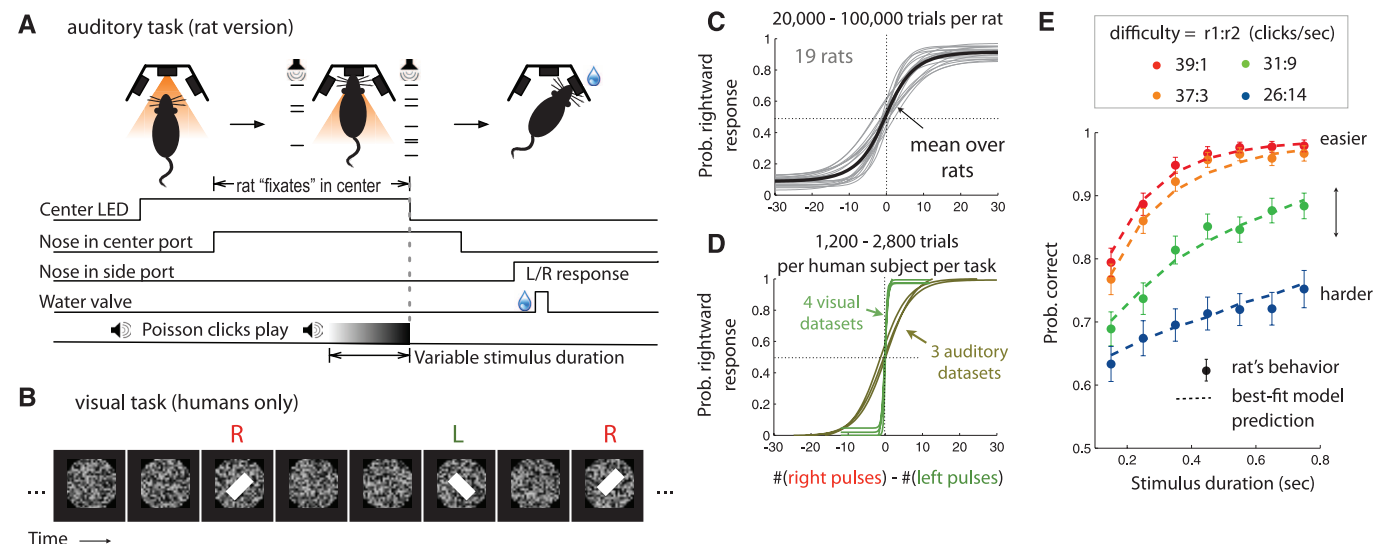 A
auditory task (rat version)
rat "fixates" in center
Center LED
Nose in center port
Nose in side port
L/R response
Water valve
Poisson clicks play
Variable stimulus duration
B
visual task (humans only)
R
L
R
...
...
Time
C
20,000 - 100,000 trials per rat
19 rats
mean over
rats
Prob. rightward
response
1
0.8
0.6
0.4
0.2
0
-30
-20
-10
0
10
20
30
D
1,200 - 2,800 trials
per human subject per task
4 visual
datasets
3 auditory
datasets
Prob. rightward
response
1
0.8
0.6
0.4
0.2
0
-30
-20
-10
0
10
20
30
#(right pulses) - #(left pulses)
E
difficulty = r1:r2 (clicks/sec)
39:1
31:9
37:3
26:14
easier
harder
rat's behavior
best-fit model
prediction
Prob. correct
1
0.9
0.8
0.7
0.6
0.5
0.2
0.4
0.6
0.8
Stimulus duration (sec)